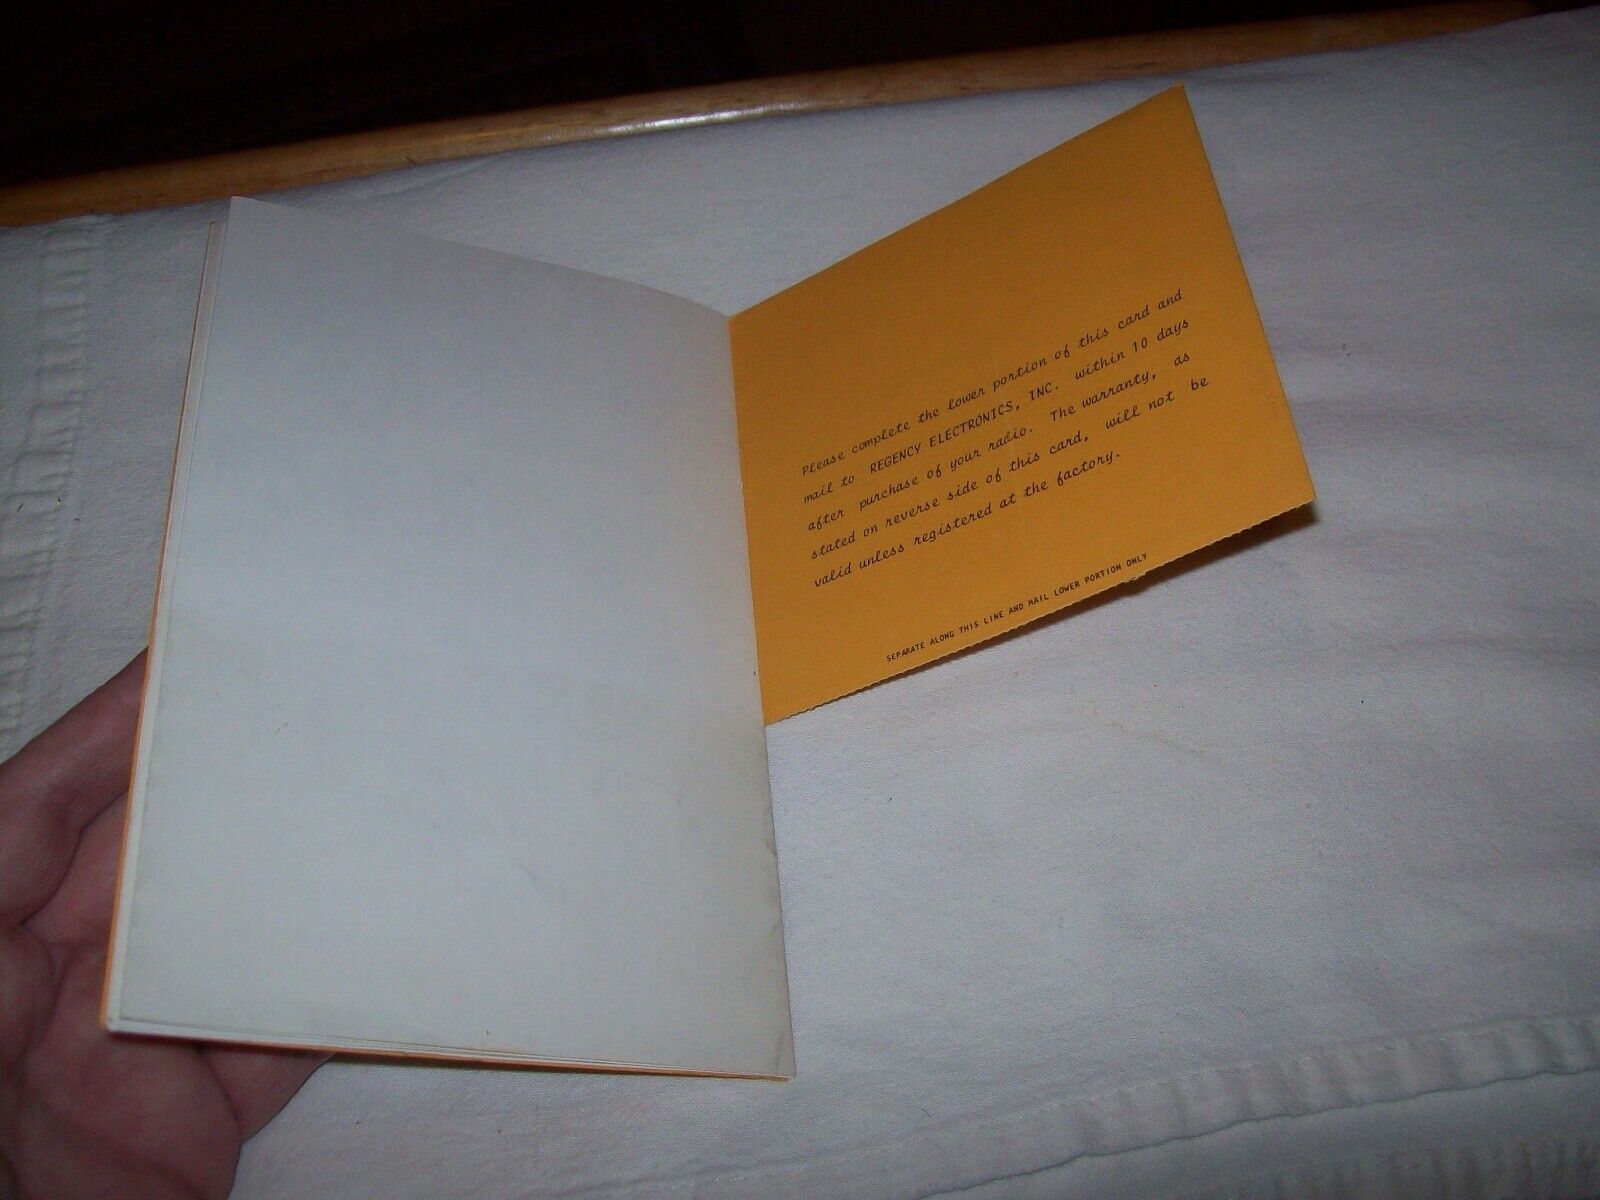 Please complete the lower portion of this card and
mail to REGENCY ELECTRONICS, INC. within 10 days
after purchase of your radio. The warranty, as
stated on reverse side of this card, will not be
valid unless registered at the factory.
SEPARATE ALONG THIS LINE AND MAIL LOWER PORTION ONLY